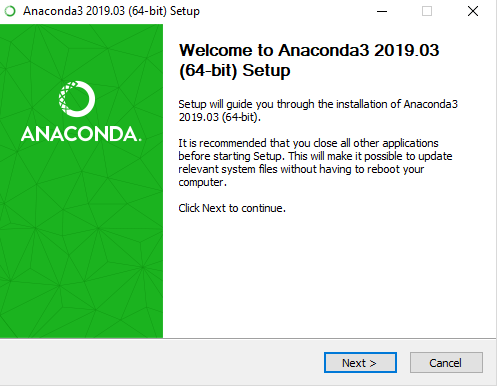 Anaconda3 2019.03 (64-bit) Setup
Welcome to Anaconda3 2019.03
(64-bit) Setup
Setup will guide you through the installation of Anaconda3
2019.03 (64-bit).
It is recommended that you close all other applications
before starting Setup. This will make it possible to update
relevant system files without having to reboot your
computer.
Click Next to continue.
ANACONDA.
Next >
Cancel